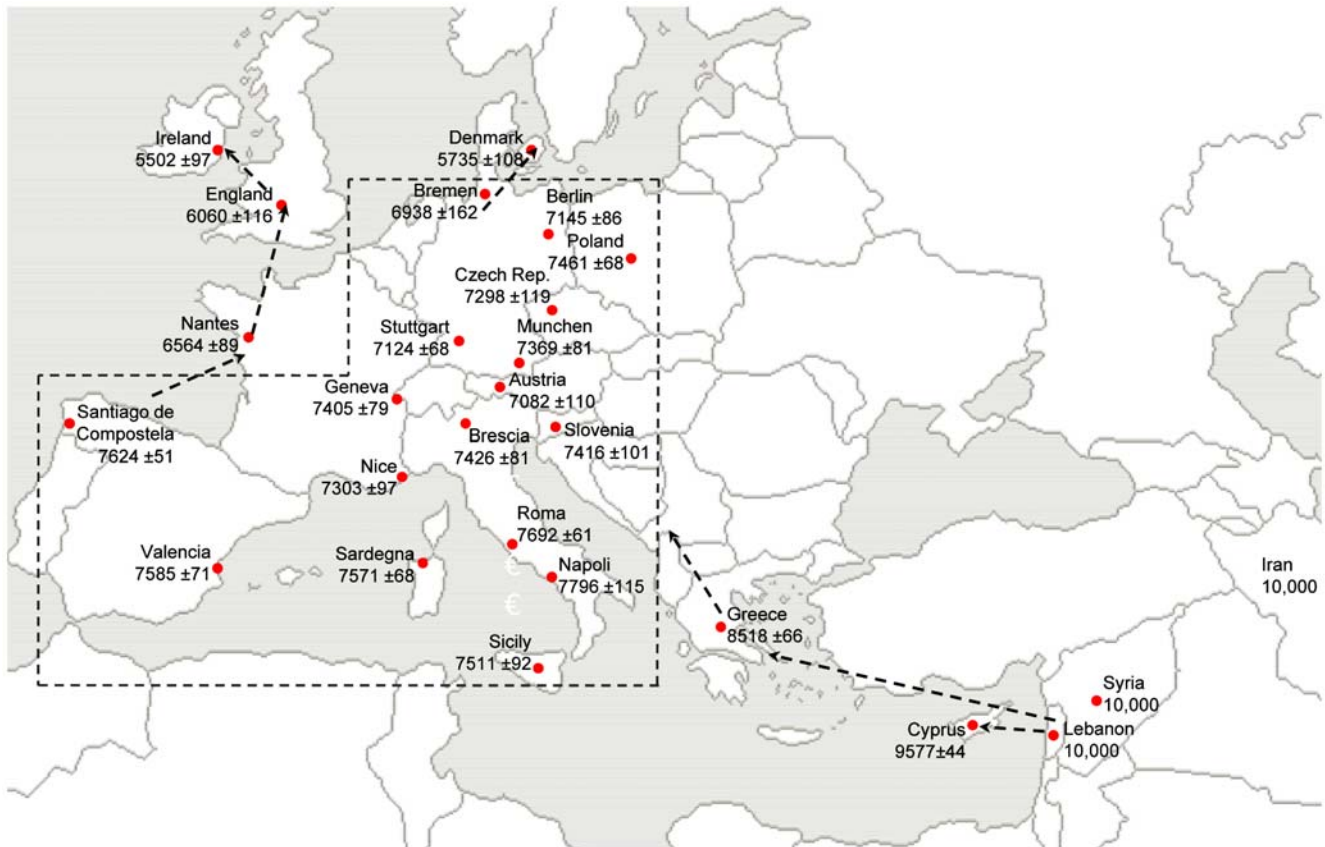 Ireland
5502 ±97
England
6060 ±116
Denmark
5735 ±108
Bremen
6938 ±162
Berlin
7145 ±86
Poland
7461 ±68
Czech Rep.
7298 ±119
Nantes
6564 ±89
Stuttgart
7124 ±68
Munchen
7369 ±81
Geneva
7405 ±79
Austria
7082 ±110
Santiago de
Compostela
7624 ±51
Brescia
7426 ±81
Slovenia
7416 ±101
Nice
7303 ±97
Roma
7692 ±61
€
Valencia
7585 ±71
Sardegna
7571 ±68
Napoli
7796 ±115
€
Iran
10,000
Greece
8518 ±66
Sicily
7511 ±92
Syria
10,000
Cyprus
9577±44
Lebanon
10,000